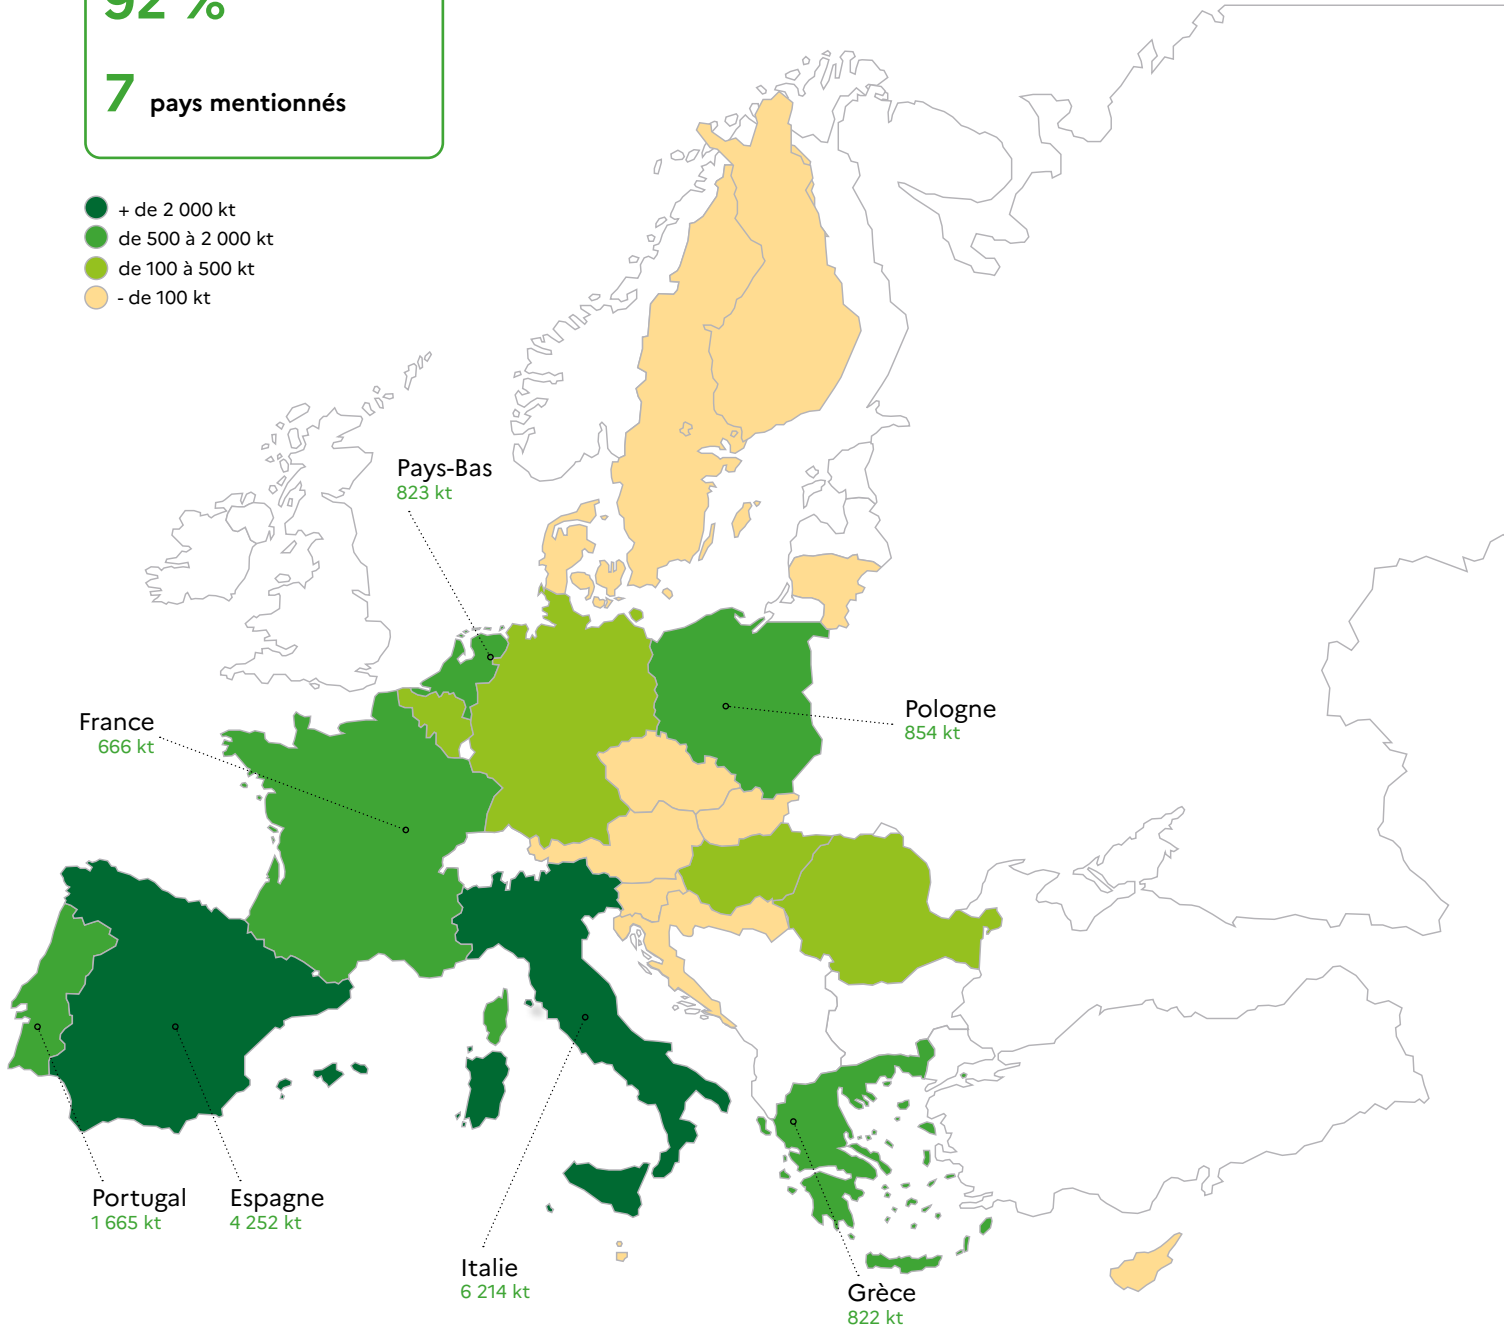 92 %
7 pays mentionnés
+ de 2 000 kt
de 500 à 2 000 kt
de 100 à 500 kt
- de 100 kt
Pays-Bas
823 kt
France
666 kt
Pologne
854 kt
Portugal
1 665 kt
Espagne
4 252 kt
Italie
6 214 kt
Grèce
822 kt